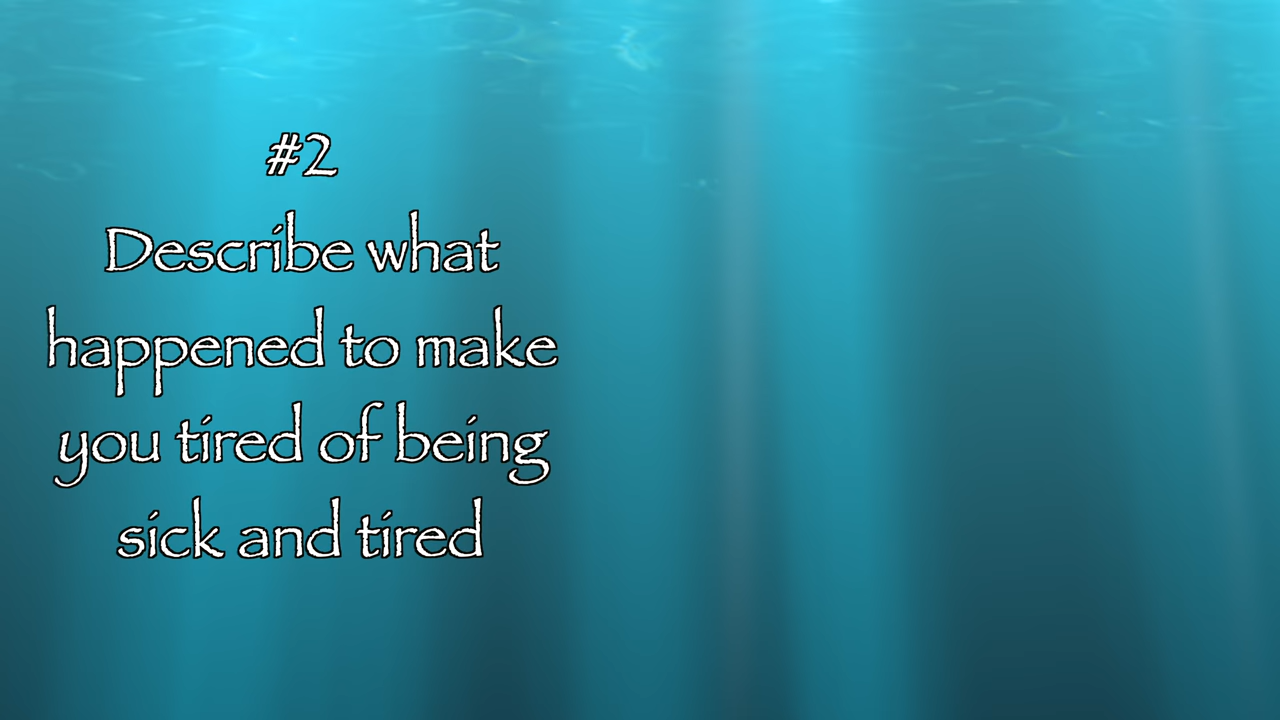 #2
Describe what
happened to make
you tired of being
sick and tired